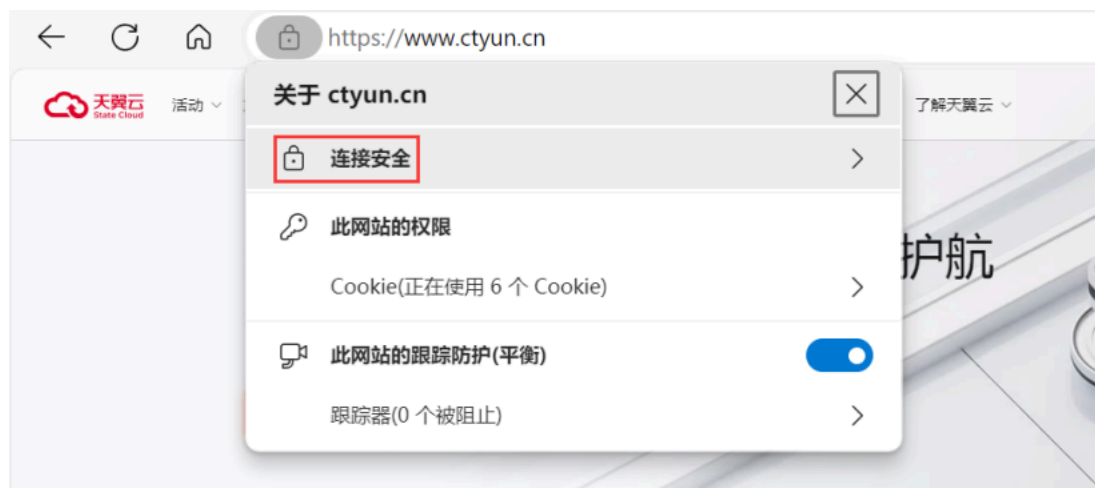 https://www.ctyun.cn
关于 ctyun.cn
天翼云
State Cloud
活动
了解天翼云
连接安全
此网站的权限
护航
Cookie(正在使用 6 个 Cookie)
此网站的跟踪防护(平衡)
跟踪器(0 个被阻止)